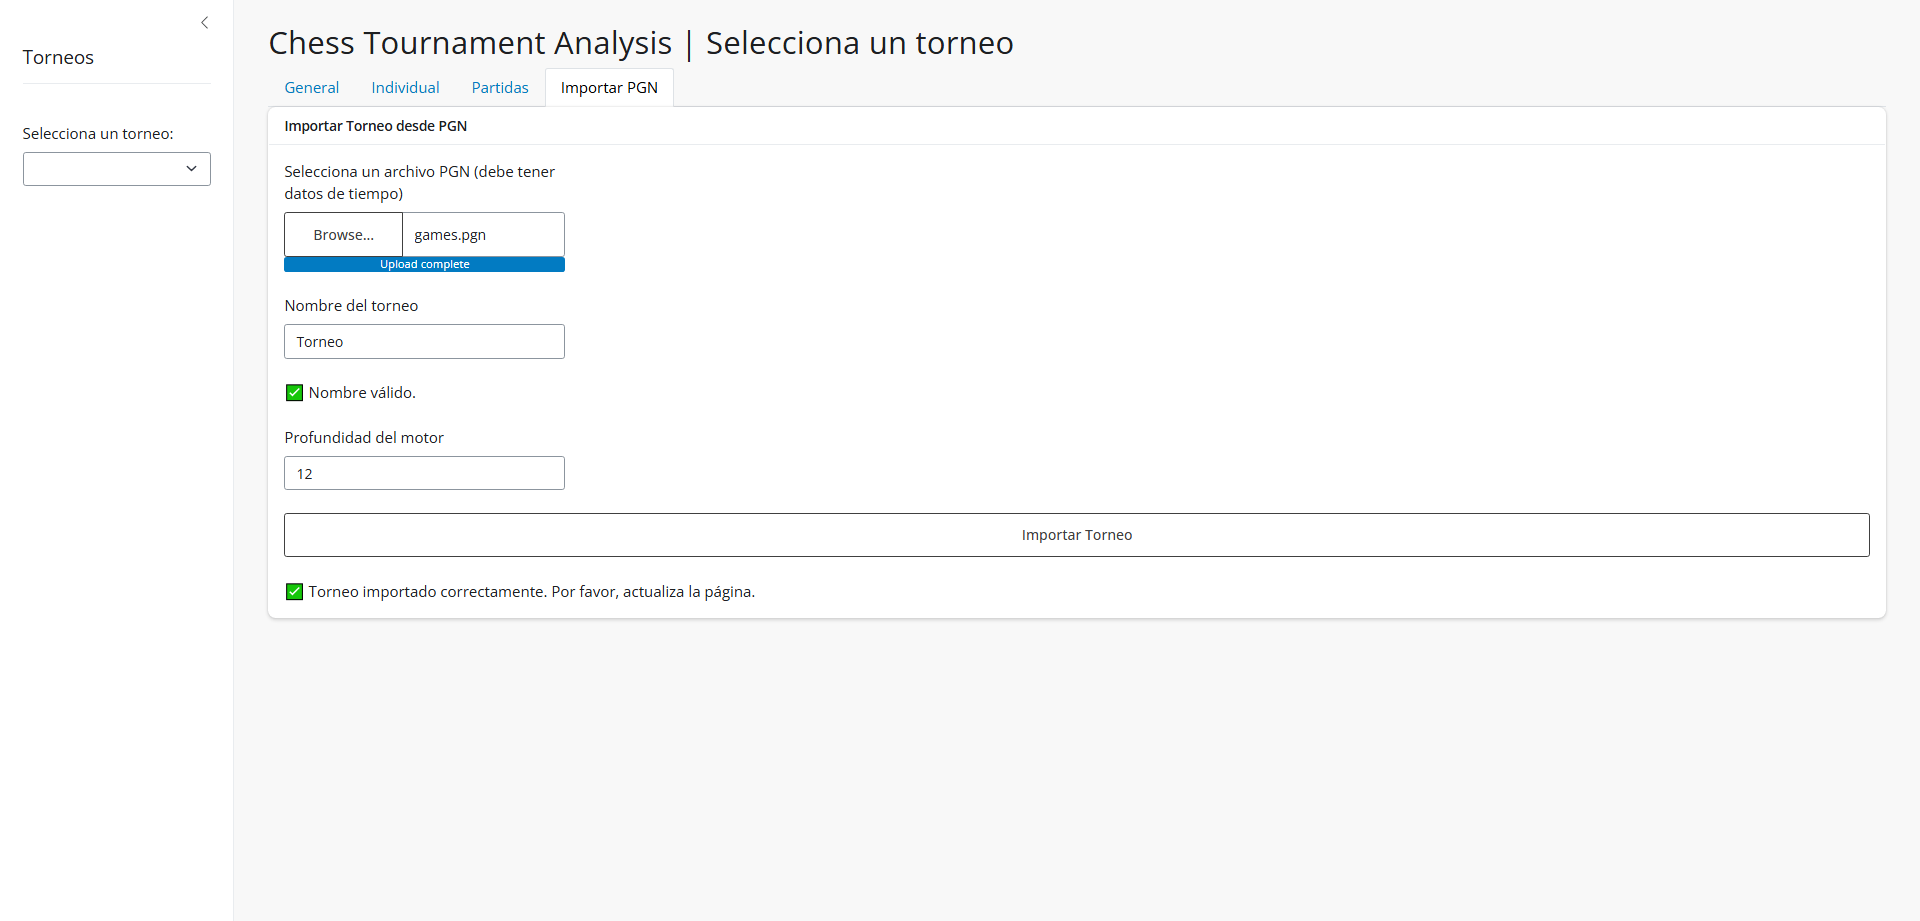 Torneos
Selecciona un torneo:
Chess Tournament Analysis | Selecciona un torneo
General Individual Partidas Importar PGN
Importar Torneo desde PGN
Selecciona un archivo PGN (debe tener
datos de tiempo)
Browse... games.pgn
Upload complete
Nombre del torneo
Torneo
Nombre válido.
Profundidad del motor
12
Importar Torneo
Torneo importado correctamente. Por favor, actualiza la página.